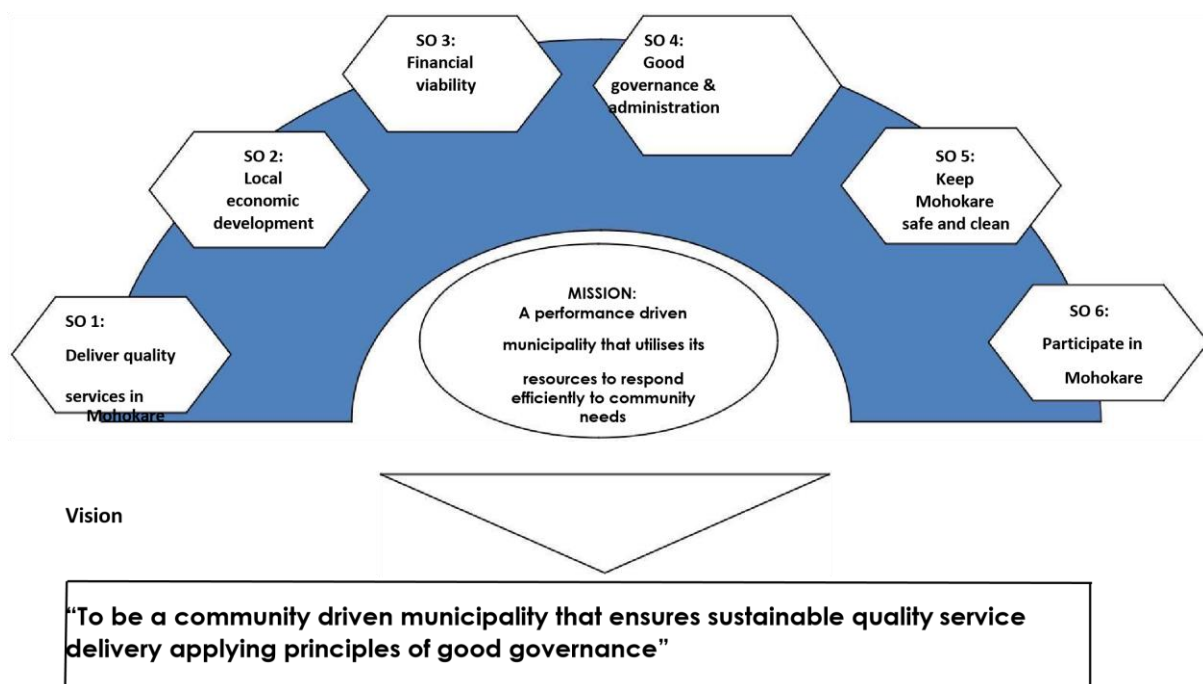 SO 1:
Deliver quality
services in
Mohokare
SO 2:
Local
economic
development
SO 3:
Financial
viability
SO 4:
Good
governance &
administration
SO 5:
Keep
Mohokare
safe and clean
SO 6:
Participate in
Mohokare
MISSION:
A performance driven
municipality that utilises its
resources to respond
efficiently to community
needs
Vision
“To be a community driven municipality that ensures sustainable quality service
delivery applying principles of good governance”